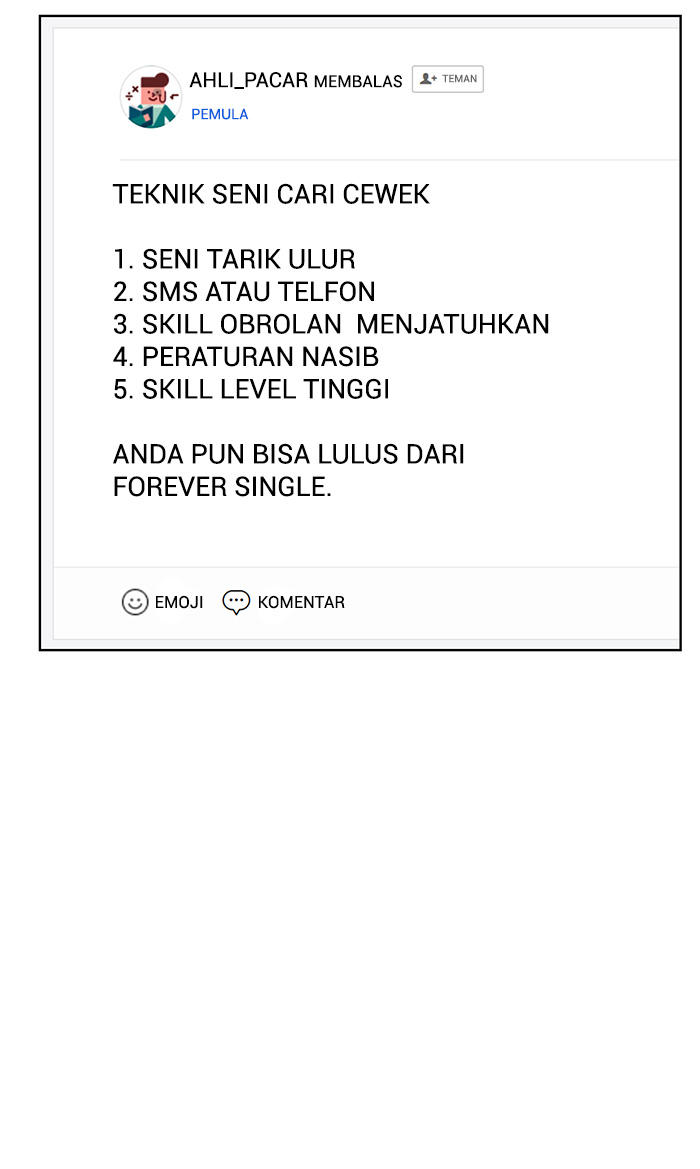 AHLI_PACAR MEMBALAS TEMAN
PEMULA
TEKNIK SENI CARI CEWEK
1. SENI TARIK ULUR
2. SMS ATAU TELFON
3. SKILL OBROLAN MENJATUHKAN
4. PERATURAN NASIB
5. SKILL LEVEL TINGGI
ANDA PUN BISA LULUS DARI
FOREVER SINGLE.
EMOJI KOMENTAR